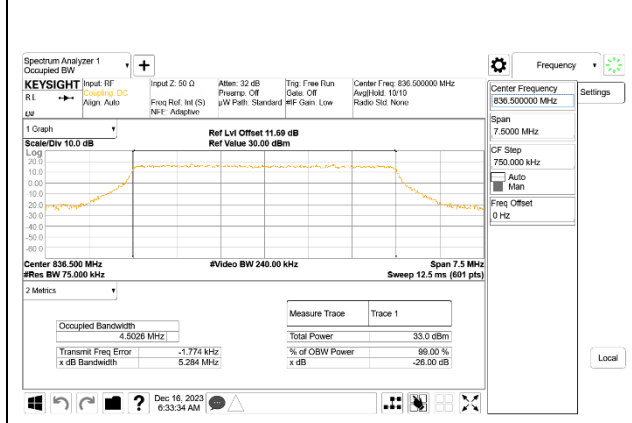 Spectrum Analyzer 1
Occupied BW
Frequency
KEYSIGHT
Input: RF
Coupling: DC
Align: Auto
Input Z: 50 Ω
Freq Ref: Int (S)
NFE: Adaptive
Atten: 32 dB
Preamp: Off
µW Path: Standard
Trig: Free Run
Gate: Off
#IF Gain: Low
Center Freq: 836.500000 MHz
Avg|Hold: 10/10
Radio Std: None
Center Frequency
836.500000 MHz
Settings
Span
7.5000 MHz
CF Step
750.000 kHz
Auto
Man
Freq Offset
0 Hz
1 Graph
Scale/Div 10.0 dB
Ref Lvl Offset 11.69 dB
Ref Value 30.00 dBm
Log
20.0
10.0
0.00
-10.0
-20.0
-30.0
-40.0
-50.0
-60.0
Center 836.500 MHz
#Video BW 240.00 kHz
Span 7.5 MHz
#Res BW 75.000 kHz
Sweep 12.5 ms (601 pts)
2 Metrics
Measure Trace Trace 1
Occupied Bandwidth
4.5026 MHz
Total Power 33.0 dBm
Transmit Freq Error -1.774 kHz
% of OBW Power 99.00 %
x dB Bandwidth 5.284 MHz
x dB -26.00 dB
Local
?
Dec 16, 2023
6:33:34 AM